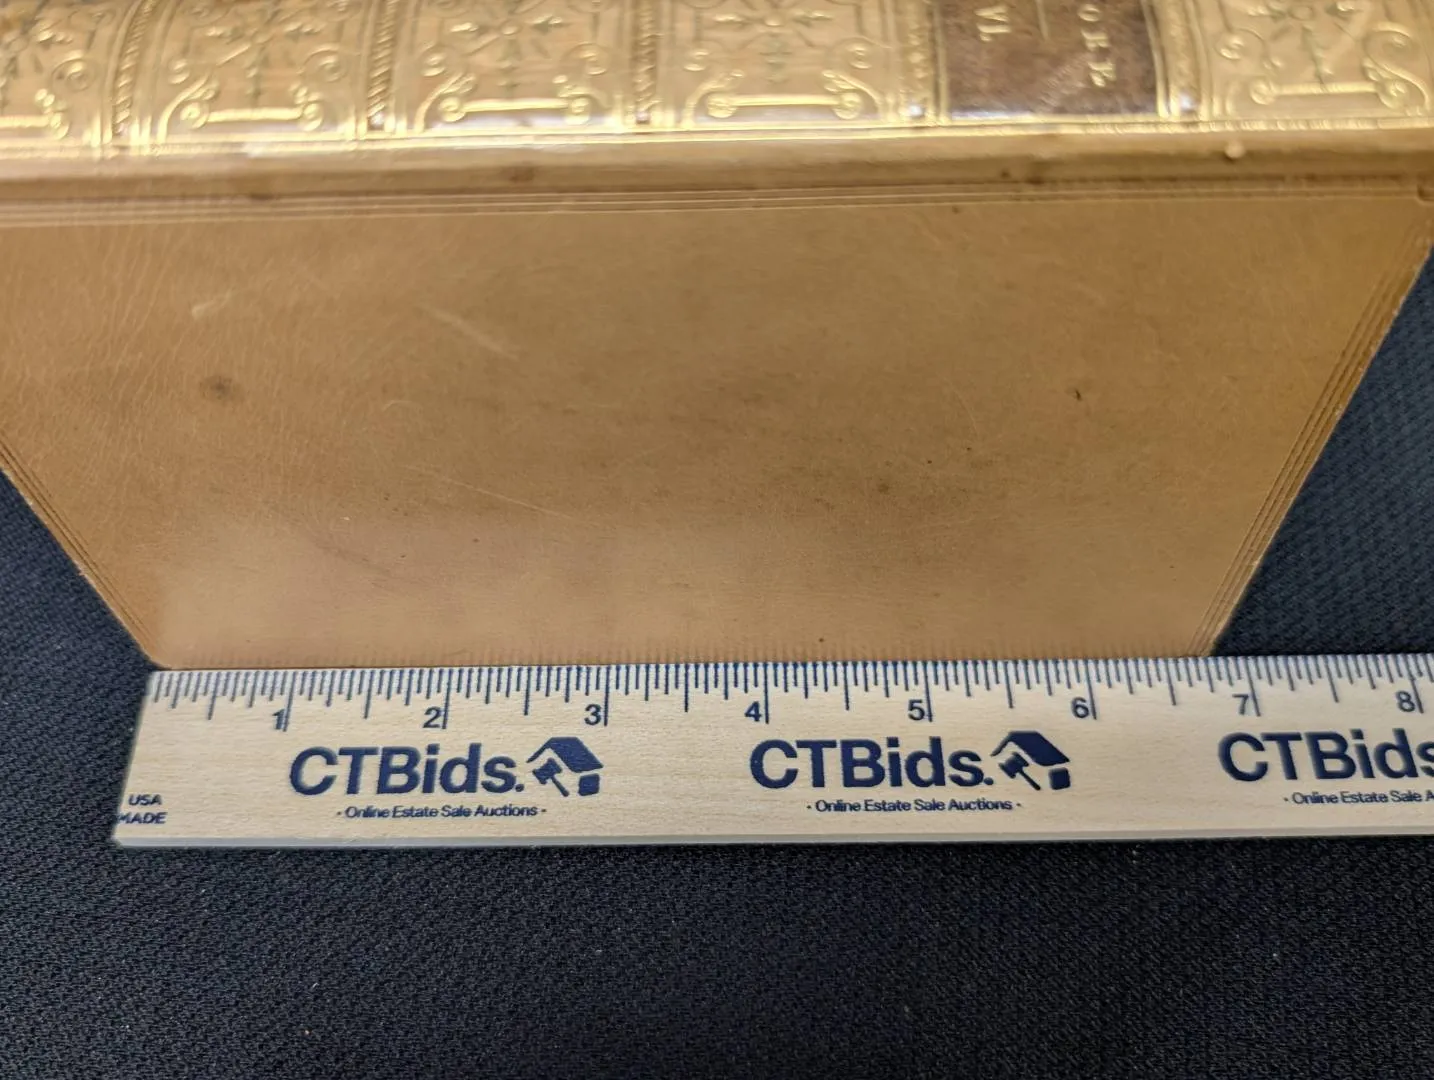 1 2 3 4 5 6 7 8
CTBids. CTBids. CTBids
· Online Estate Sale Auctions · · Online Estate Sale Auctions · · Online Estate Sale
USA
MADE